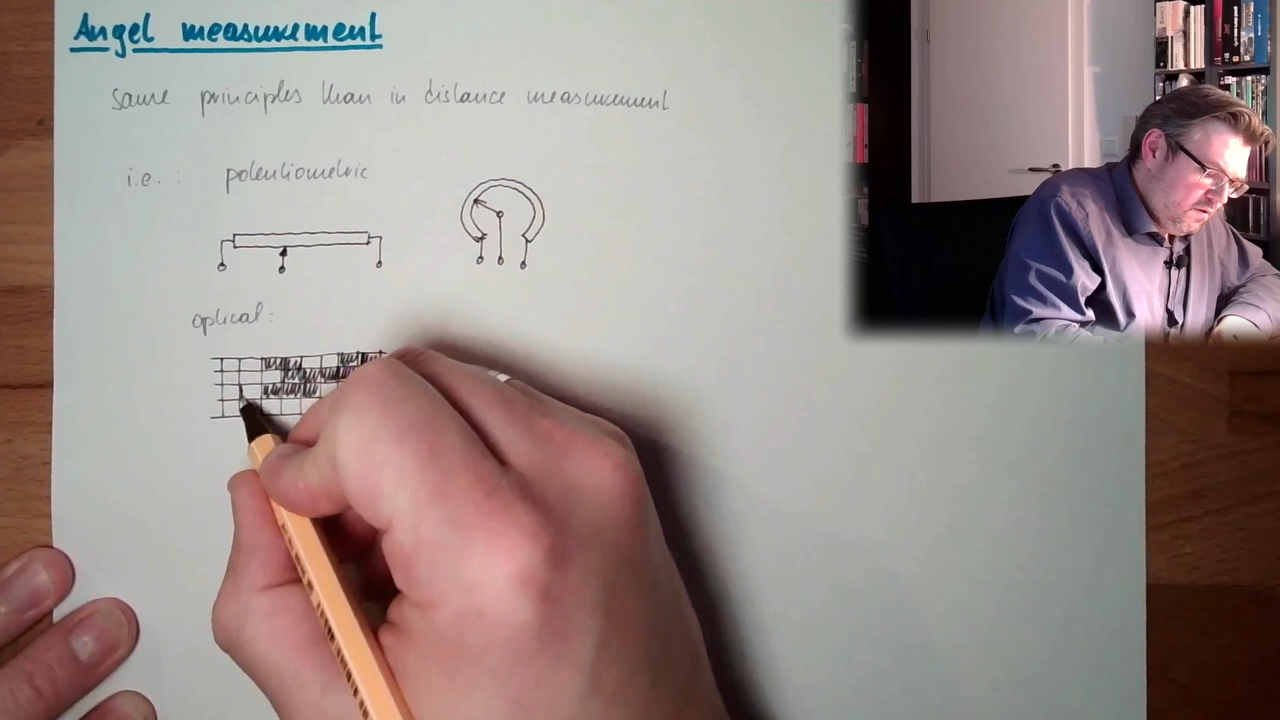 Angel measurement
same principles than in distance measurement
i.e.: potentiometric
optical: